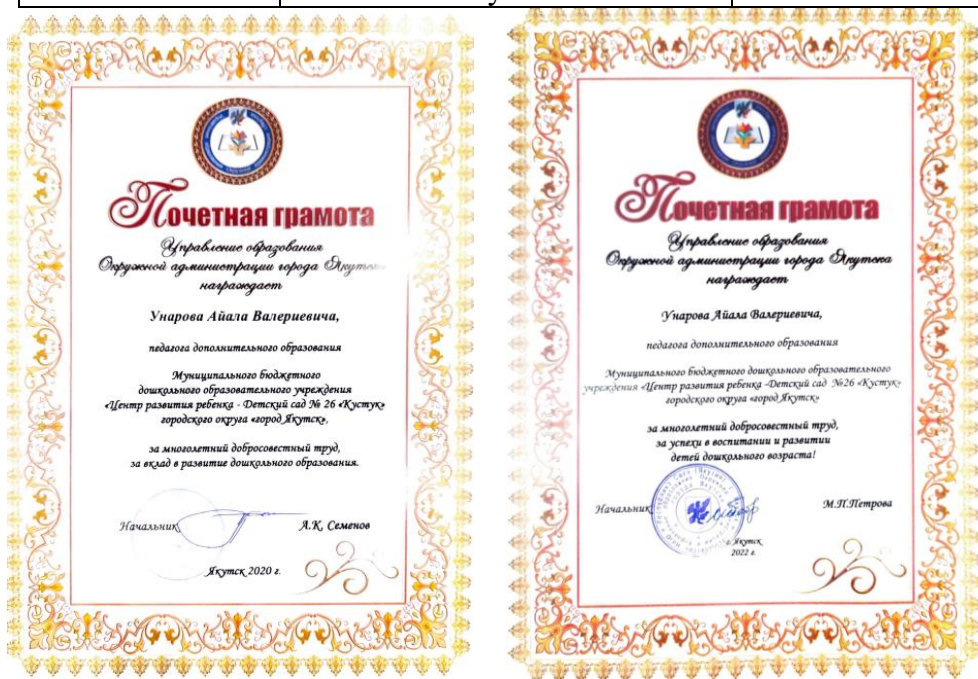 Почетная грамота
Управление образования
Окружной администрации города Якутска
награждает
Унарова Айала Валериевича,
педагога дополнительного образования
Муниципального бюджетного
дошкольного образовательного учреждения
«Центр развития ребенка - Детский сад № 26 «Кустук»
городского округа «город Якутск»,
за многолетний добросовестный труд,
за вклад в развитие дошкольного образования.
Начальник
А.К. Семенов
Якутск 2020 г.
Почетная грамота
Управление образования
Окружной администрации города Якутска
награждает
Унарова Айала Валериевича,
педагога дополнительного образования
Муниципального бюджетного дошкольного образовательного
учреждения «Центр развития ребенка -Детский сад №26 «Кустук»
городского округа «город Якутск»
за многолетний добросовестный труд,
за успехи в воспитании и развитии
детей дошкольного возраста!
Начальник
М.П.Петрова
г. Якутск
2022 г.